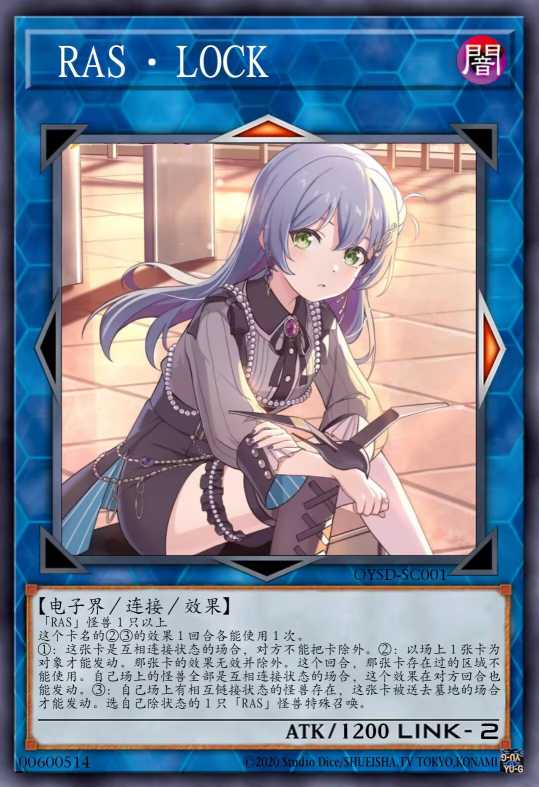 RAS · LOCK
闇
OYSD-SC001
【电子界／连接／效果】
「RAS」怪兽1只以上
这个卡名的②③的效果1回合各能使用1次。
①：这张卡是互相连接状态的场合，对方不能把卡除外。②：以场上1张卡为
对象才能发动。那张卡的效果无效并除外。这个回合，那张卡存在过的区域不
能使用。自己场上的怪兽全部是互相连接状态的场合，这个效果在对方回合也
能发动。③：自己场上有相互链接状态的怪兽存在，这张卡被送去墓地的场合
才能发动。选自己除状态的1只「RAS」怪兽特殊召唤。
ATK/1200 LINK-2
00600514
©2020 Studio Dice/SHUEISHA,TV TOKYO,KONAMI
YU-G